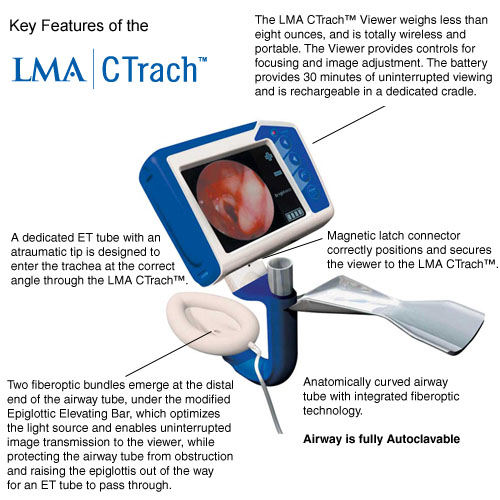 Key Features of the
LMA CTrach™
The LMA CTrach™ Viewer weighs less than
eight ounces, and is totally wireless and
portable. The Viewer provides controls for
focusing and image adjustment. The battery
provides 30 minutes of uninterrupted viewing
and is rechargeable in a dedicated cradle.
A dedicated ET tube with an
atraumatic tip is designed to
enter the trachea at the correct
angle through the LMA CTrach™.
Magnetic latch connector
correctly positions and secures
the viewer to the LMA CTrach™.
Two fiberoptic bundles emerge at the distal
end of the airway tube, under the modified
Epiglottic Elevating Bar, which optimizes
the light source and enables uninterrupted
image transmission to the viewer, while
protecting the airway tube from obstruction
and raising the epiglottis out of the way
for an ET tube to pass through.
Anatomically curved airway
tube with integrated fiberoptic
technology.
Airway is fully Autoclavable